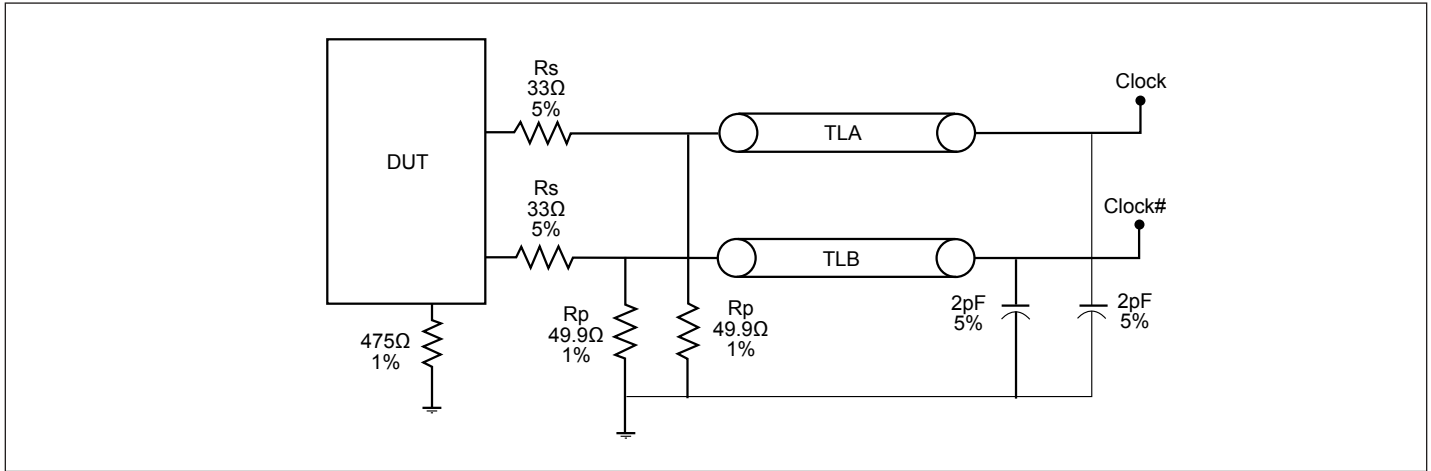 Rs
33Ω
5%
Clock
TLA
DUT
Rs
33Ω
5%
Clock#
TLB
475Ω
1%
Rp
49.9Ω
1%
Rp
49.9Ω
1%
2pF
5%
2pF
5%